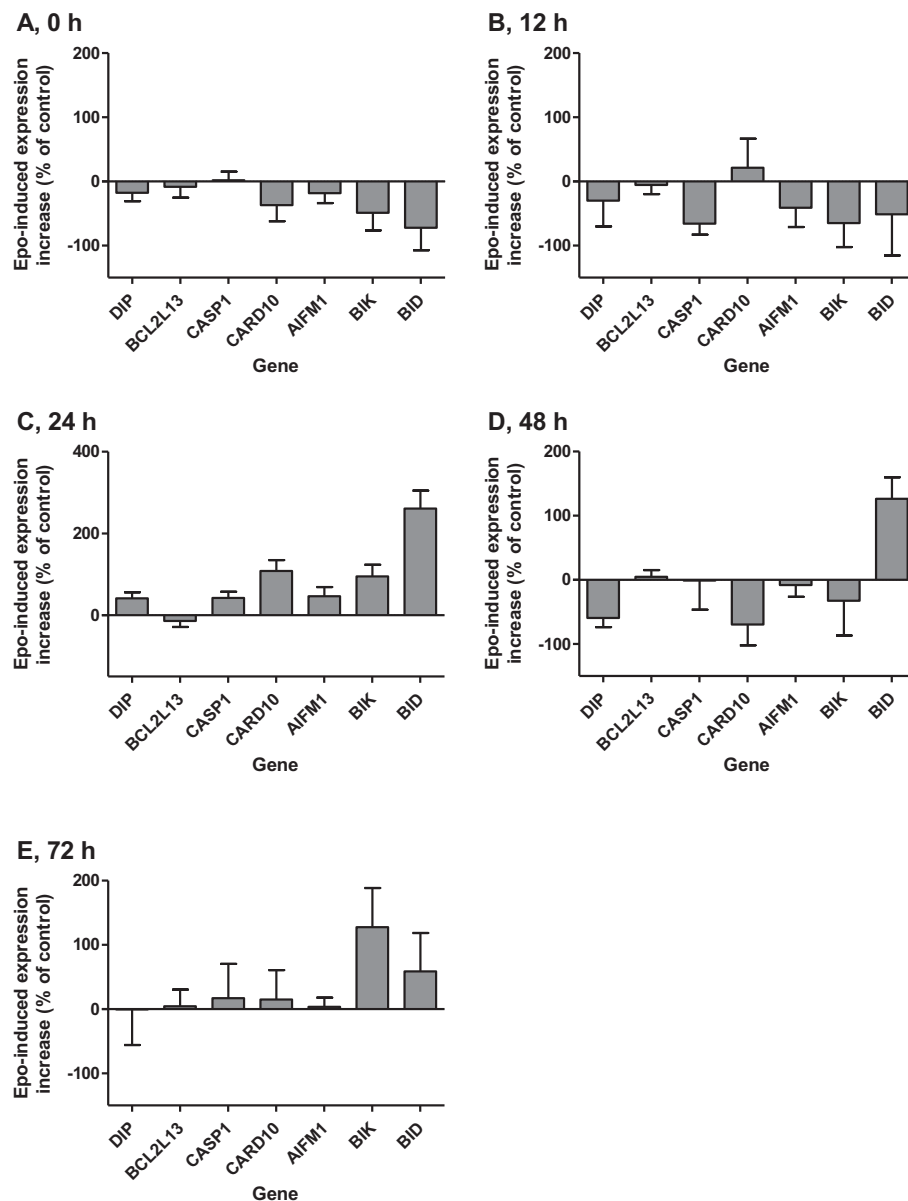 A, 0 h
Epo-induced expression
increase (% of control)
200
100
0
-100
DIP
BCL2L13
CASP1
CARD10
AIFM1
BIK
BID
Gene
B, 12 h
Epo-induced expression
increase (% of control)
200
100
0
-100
DIP
BCL2L13
CASP1
CARD10
AIFM1
BIK
BID
Gene
C, 24 h
Epo-induced expression
increase (% of control)
400
200
0
DIP
BCL2L13
CASP1
CARD10
AIFM1
BIK
BID
Gene
D, 48 h
Epo-induced expression
increase (% of control)
200
100
0
-100
DIP
BCL2L13
CASP1
CARD10
AIFM1
BIK
BID
Gene
E, 72 h
Epo-induced expression
increase (% of control)
200
100
0
-100
DIP
BCL2L13
CASP1
CARD10
AIFM1
BIK
BID
Gene